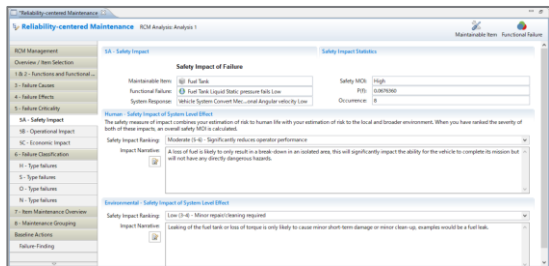 *Reliability-centered Maintenance
Reliability-centered Maintenance RCM Analysis: Analysis 1
Maintainable Item Functional Failure
RCM Management
Overview / Item Selection
1 & 2 - Functions and Functional ...
3 - Failure Causes
4 - Failure Effects
5 - Failure Criticality
5A - Safety Impact
5B - Operational Impact
5C - Economic Impact
6 - Failure Classification
H - Type failures
S - Type failures
O - Type failures
N - Type failures
7 - Item Maintenance Overview
8 - Maintenance Grouping
Baseline Actions
Failure-Finding
5A - Safety Impact
Safety Impact of Failure
Maintainable Item: Fuel Tank
Functional Failure: Fuel Tank Liquid Static pressure fails Low
System Response: Vehicle System Convert Mec...onal Angular velocity Low
Safety Impact Statistics
Safety MOI: High
P(f):
Occurrence: 6
Human - Safety Impact of System Level Effect
The safety measure of impact combines your estimation of risk to human life with your estimation of risk to the local and broader environment. When you have ranked the severity of
both of these impacts, an overall safety MOI is calculated.
Safety Impact Ranking: Moderate (5-6) - Significantly reduces operator performance
Impact Narrative: A loss of fuel is likely to only result in a break-down in an isolated area, this will significantly impact the ability for the vehicle to complete its mission but
will not have any directly dangerous hazards.
Environmental - Safety Impact of System Level Effect
Safety Impact Ranking: Low (3-4) - Minor repair/cleaning required
Impact Narrative: Leaking of the fuel tank or loss of torque is only likely to cause minor short-term damage or minor clean-up, examples would be a fuel leak.